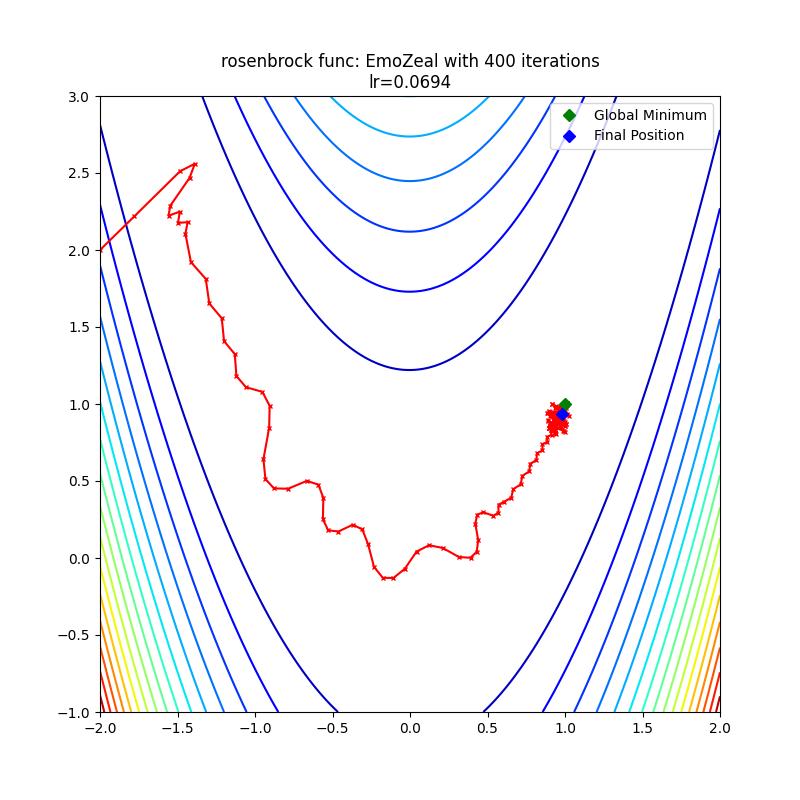 rosenbrock func: EmoZeal with 400 iterations
lr=0.0694
Global Minimum
Final Position
3.0
2.5
2.0
1.5
1.0
0.5
0.0
−0.5
−1.0
−2.0 −1.5 −1.0 −0.5 0.0 0.5 1.0 1.5 2.0